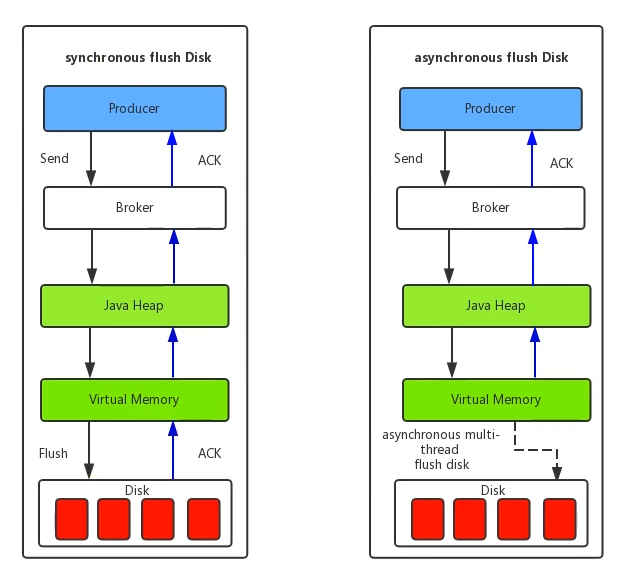 synchronous flush Disk
Producer
Send
ACK
Broker
Java Heap
Virtual Memory
Flush
ACK
Disk
asynchronous flush Disk
Producer
Send
ACK
Broker
Java Heap
Virtual Memory
asynchronous multi-
thread
flush disk
Disk